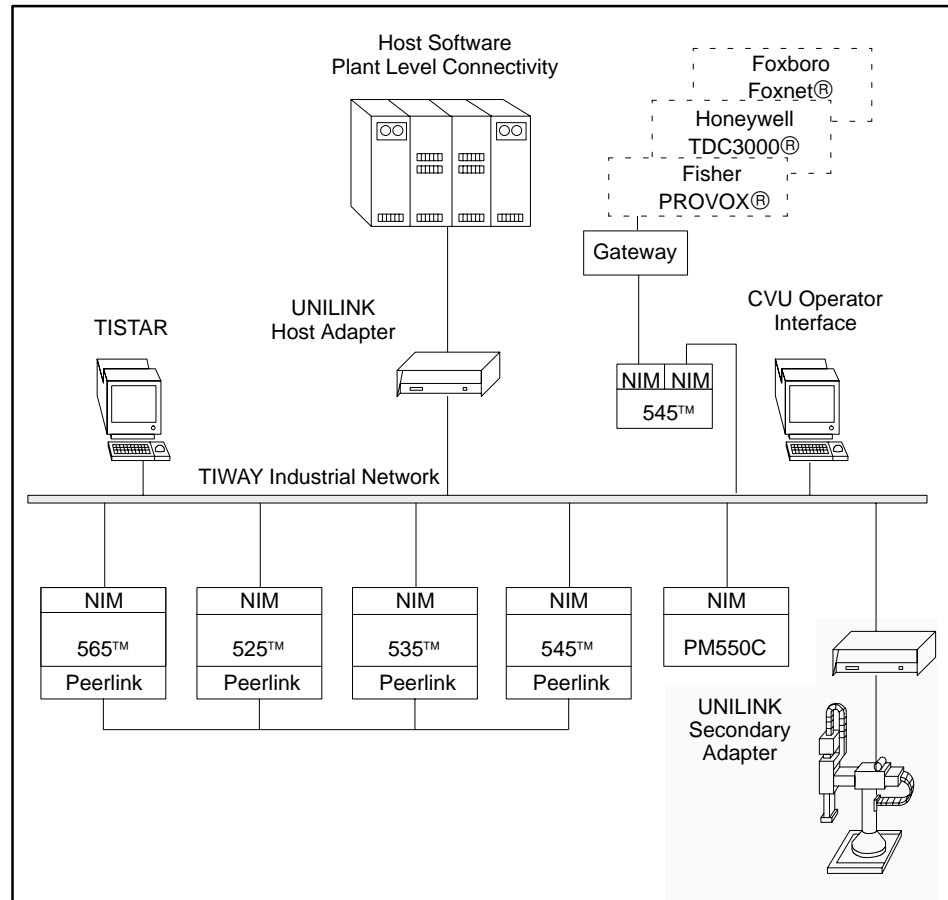 Host Software
Plant Level Connectivity
Foxboro
Foxnet®
Honeywell
TDC3000®
Fisher
PROVOX®
Gateway
UNILINK
Host Adapter
CVU Operator
Interface
TISTAR
NIM NIM
545™
TIWAY Industrial Network
NIM NIM NIM NIM NIM
565™ 525™ 535™ 545™ PM550C
Peerlink Peerlink Peerlink Peerlink
UNILINK
Secondary
Adapter